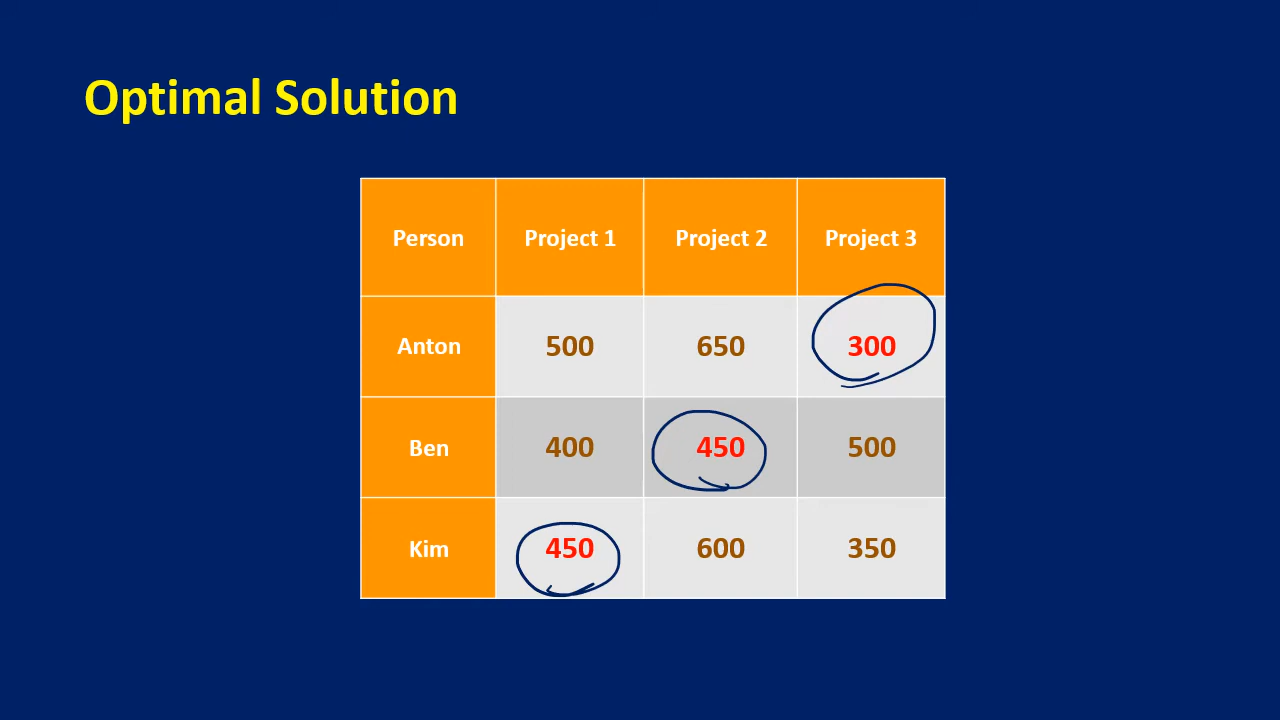 Optimal Solution
Person Project 1 Project 2 Project 3
Anton 500 650 300
Ben 400 450 500
Kim 450 600 350